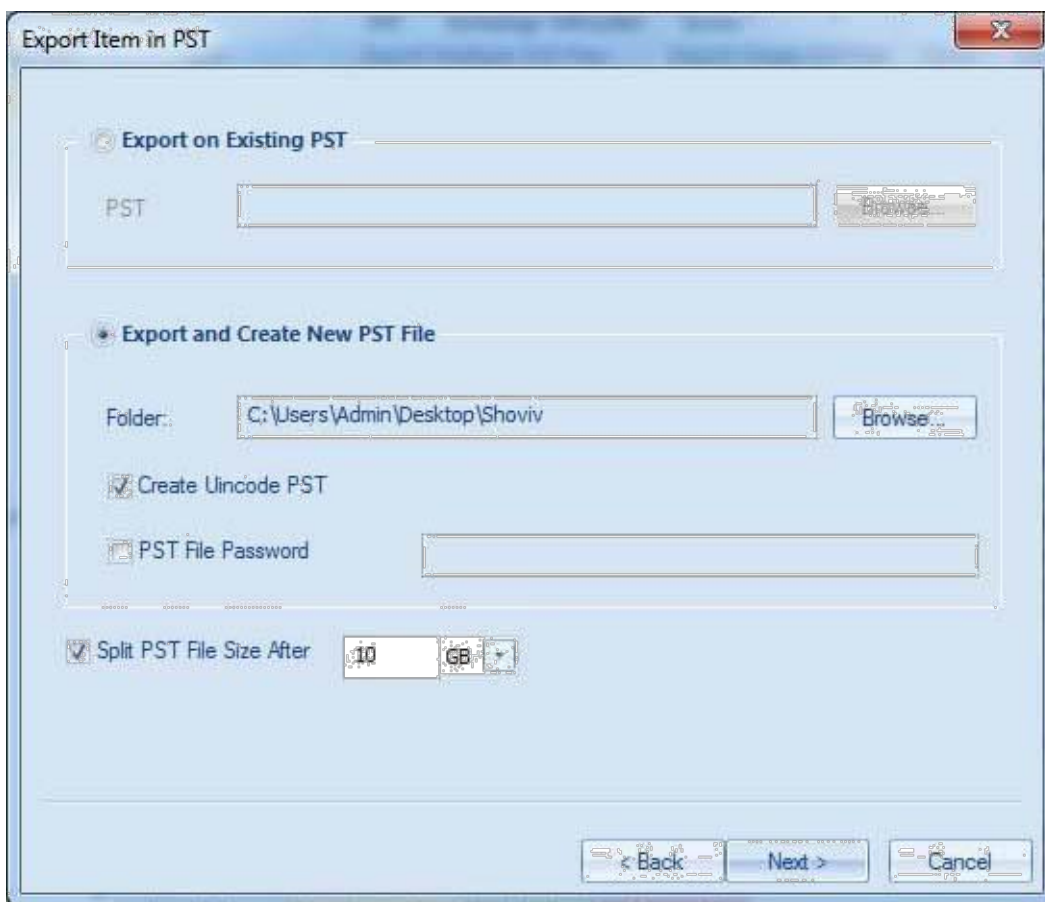 Export Item in PST
Export on Existing PST
PST
Browse...
Export and Create New PST File
Folder:
C:\Users\Admin\Desktop\Shoviv
Browse...
Create Uincode PST
PST File Password
Split PST File Size After
10
GB
< Back
Next >
Cancel